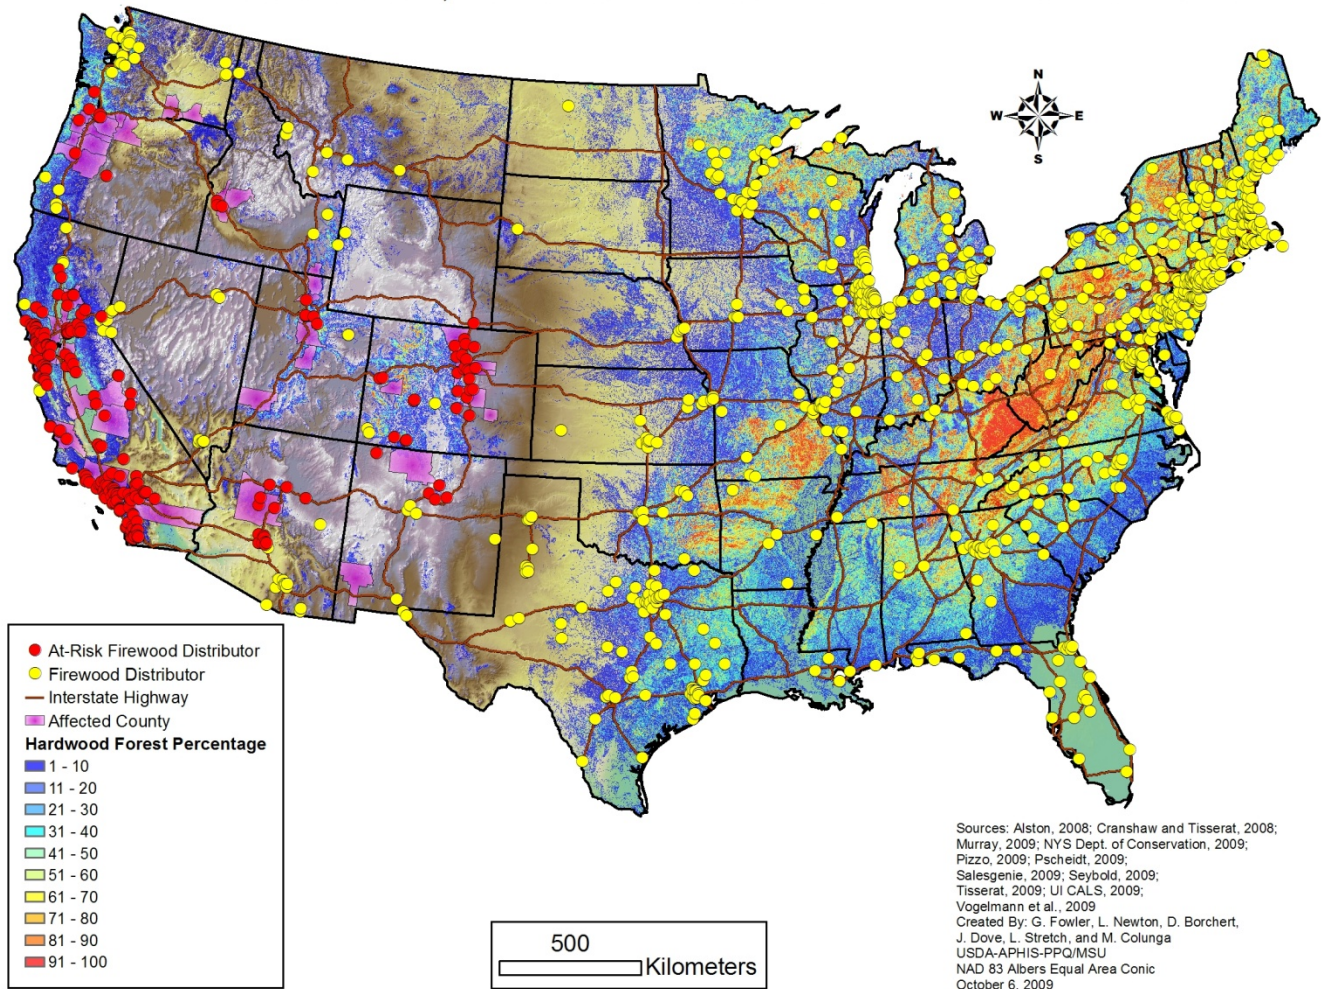 N
W E
S
At-Risk Firewood Distributor
Firewood Distributor
Interstate Highway
Affected County
Hardwood Forest Percentage
1 - 10
11 - 20
21 - 30
31 - 40
41 - 50
51 - 60
61 - 70
71 - 80
81 - 90
91 - 100
500
Kilometers
Sources: Alston, 2008; Cranshaw and Tisserat, 2008;
Murray, 2009; NYS Dept. of Conservation, 2009;
Pizzo, 2009; Pscheidt, 2009;
Salesgenie, 2009; Seybold, 2009;
Tisserat, 2009; UI CALS, 2009;
Vogelmann et al., 2009
Created By: G. Fowler, L. Newton, D. Borchert,
J. Dove, L. Stretch, and M. Colunga
USDA-APHIS-PPQ/MSU
NAD 83 Albers Equal Area Conic
October 6, 2009